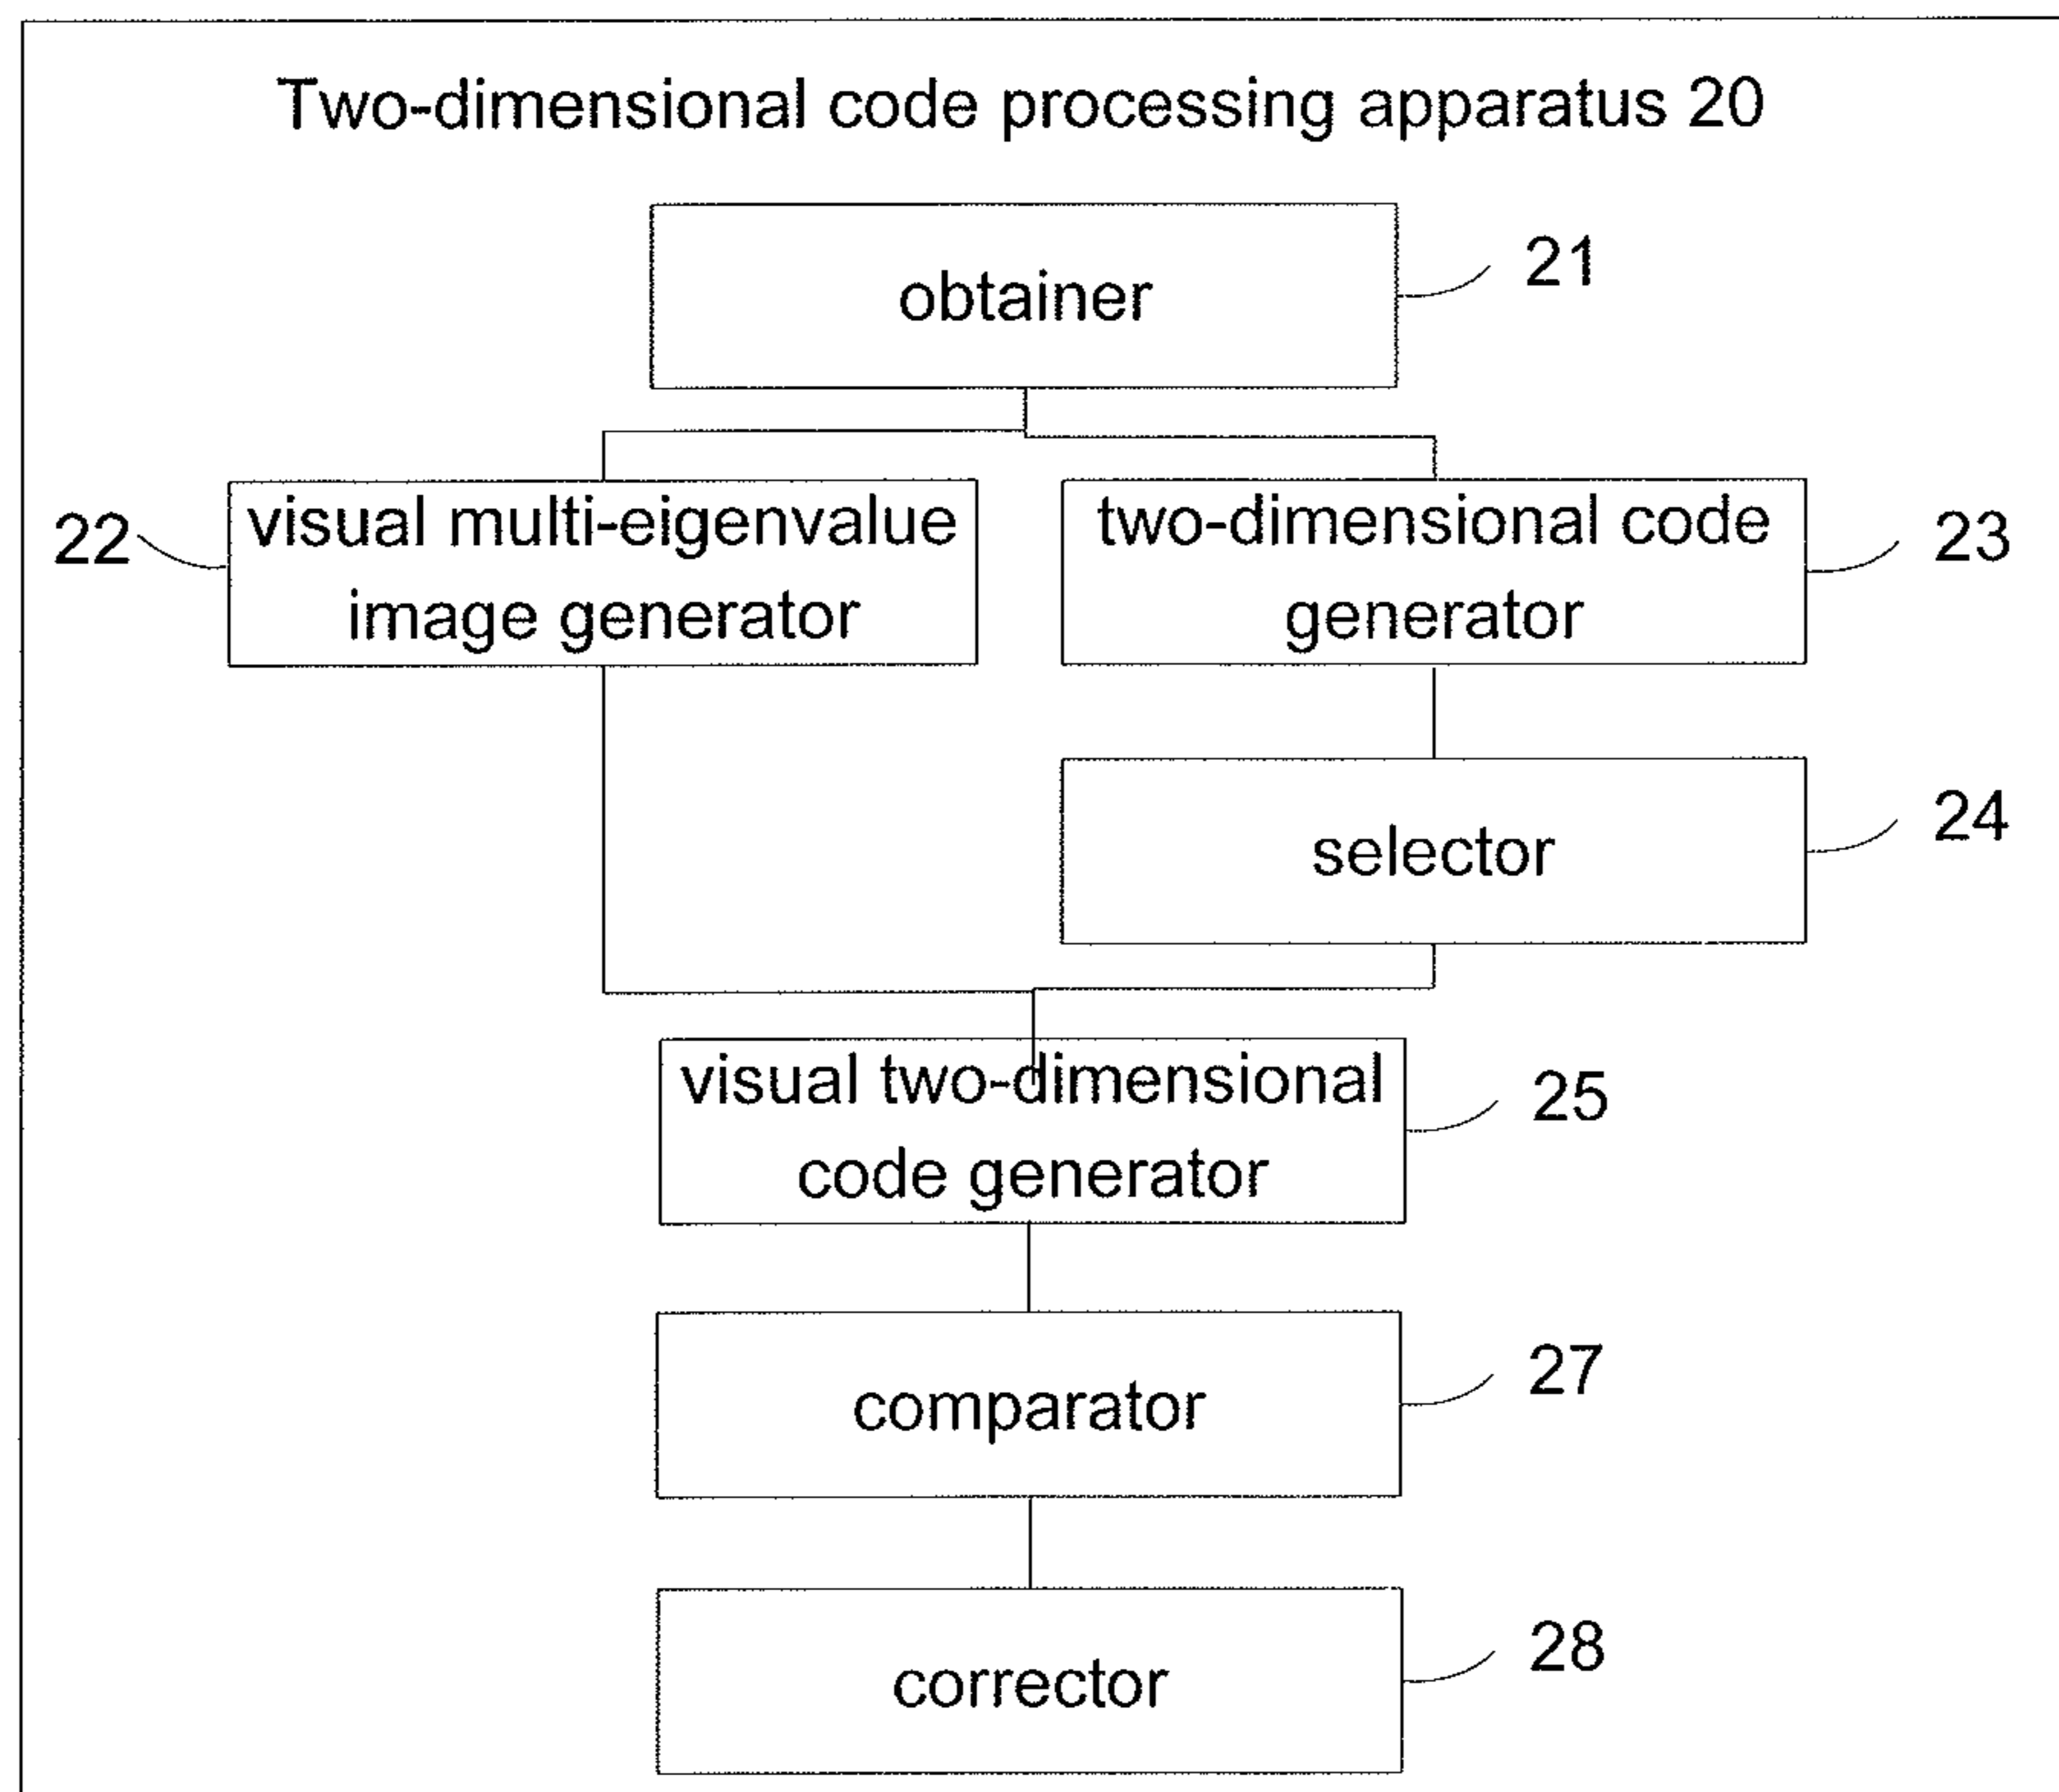 Two-dimensional code processing apparatus 20
obtainer
21
22
visual multi-eigenvalue
image generator
two-dimensional code
generator
23
selector
24
visual two-dimensional
code generator
25
comparator
27
corrector
28